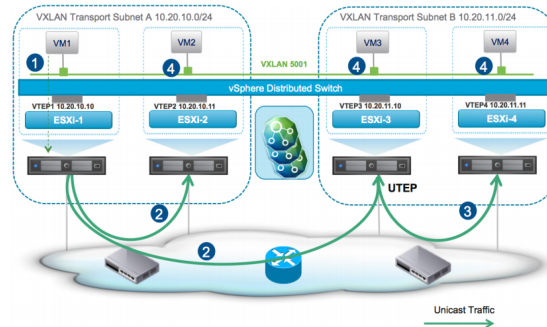 VXLAN Transport Subnet A 10.20.10.0/24
VXLAN Transport Subnet B 10.20.11.0/24
VM1
VM2
VM3
VM4
1
4
4
4
VXLAN 5001
vSphere Distributed Switch
VTEP1 10.20.10.10
VTEP2 10.20.10.11
VTEP3 10.20.11.10
VTEP4 10.20.11.11
ESXi-1
ESXi-2
ESXi-3
ESXi-4
UTEP
2
3
2
Unicast Traffic